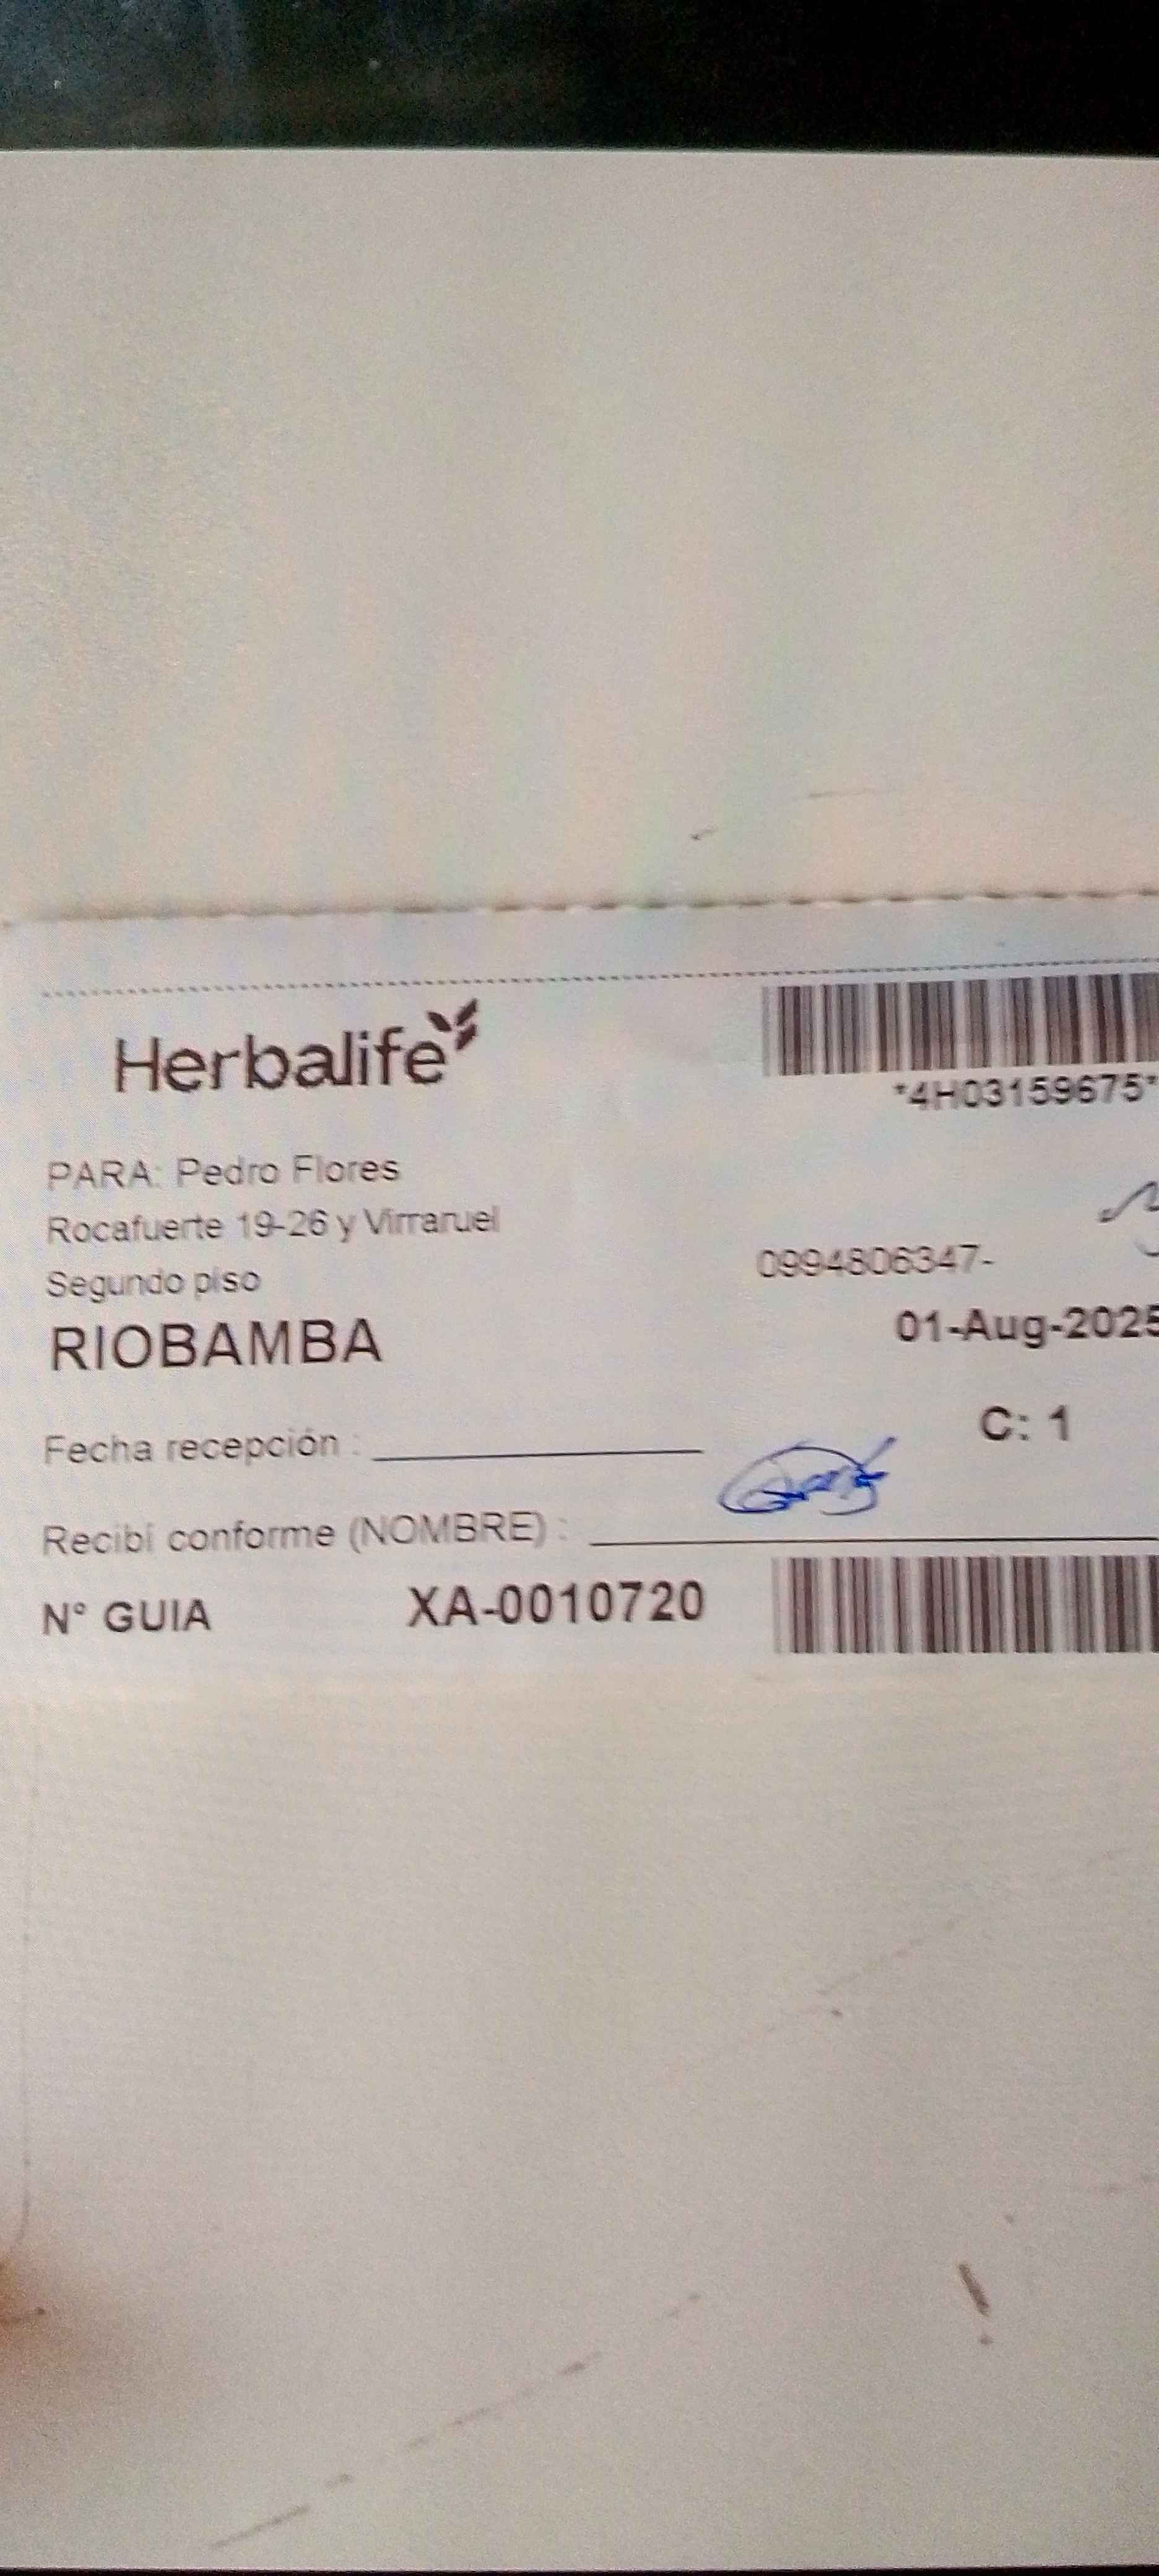 Herbalife
*4H03159675*
PARA: Pedro Flores
Rocafuerte 19-26 y Virraruel
0994806347-
Segundo piso
RIOBAMBA
01-Aug-2025
C: 1
Fecha recepción :
Recibí conforme (NOMBRE) :
N° GUIA XA-0010720